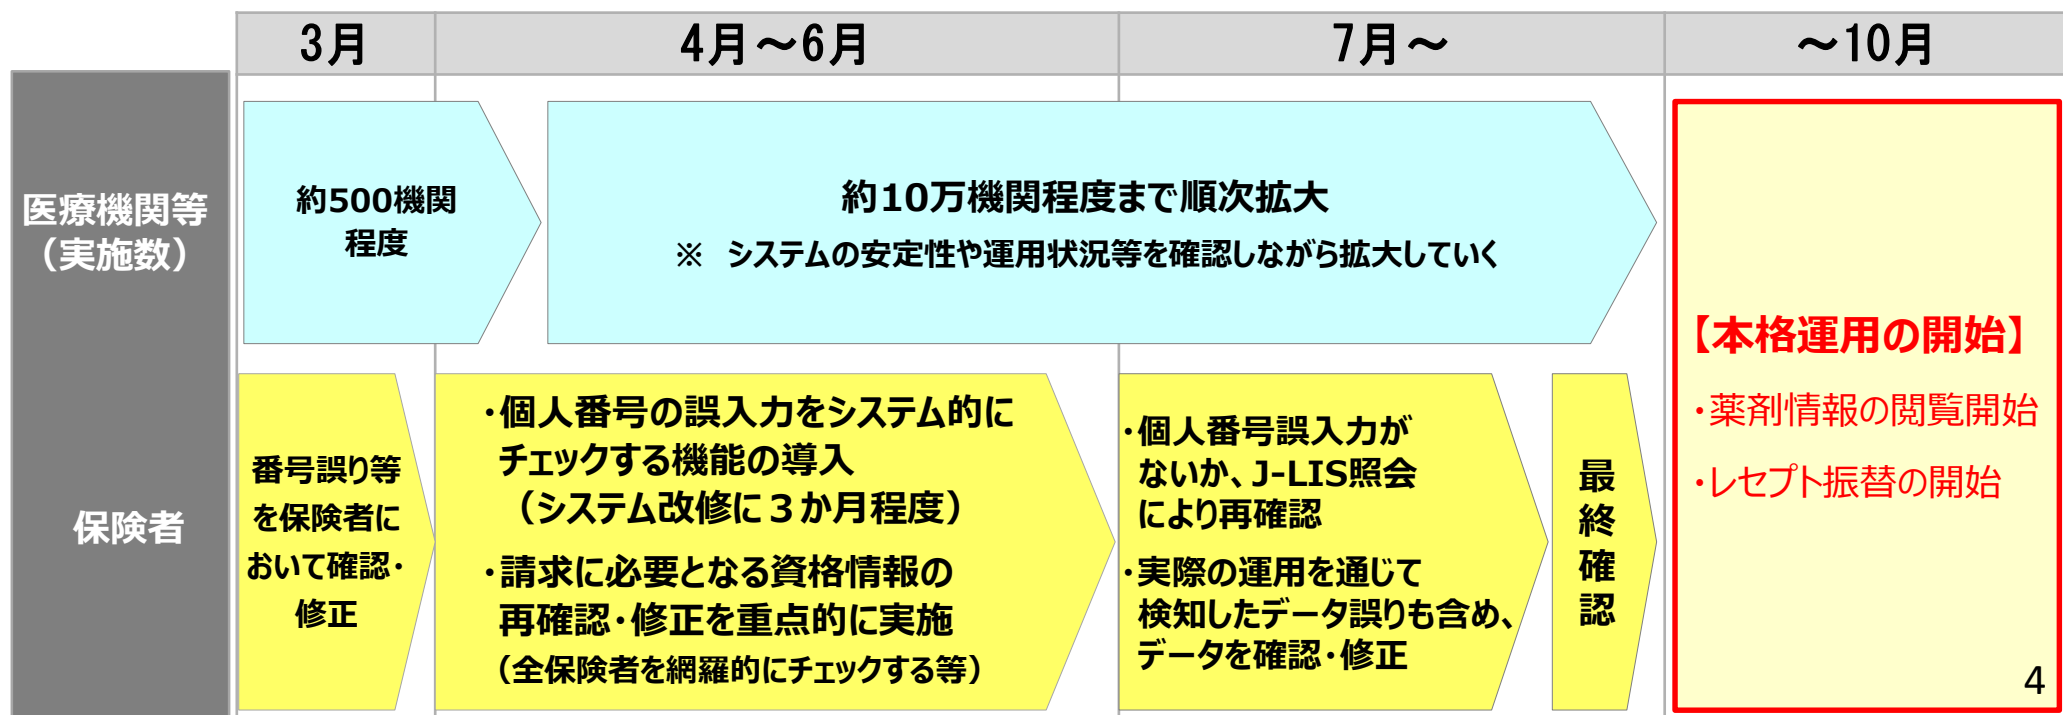 3月
4月～6月
7月～
～10月
医療機関等
（実施数）
約500機関
程度
約10万機関程度まで順次拡大
※　システムの安定性や運用状況等を確認しながら拡大していく
保険者
番号誤り等
を保険者に
おいて確認・
修正
・個人番号の誤入力をシステム的に
チェックする機能の導入
（システム改修に３か月程度）
・請求に必要となる資格情報の
再確認・修正を重点的に実施
（全保険者を網羅的にチェックする等）
・個人番号誤入力が
ないか、J-LIS照会
により再確認
・実際の運用を通じて
検知したデータ誤りも含め、
データを確認・修正
最
終
確
認
【本格運用の開始】
・薬剤情報の閲覧開始
・レセプト振替の開始
4